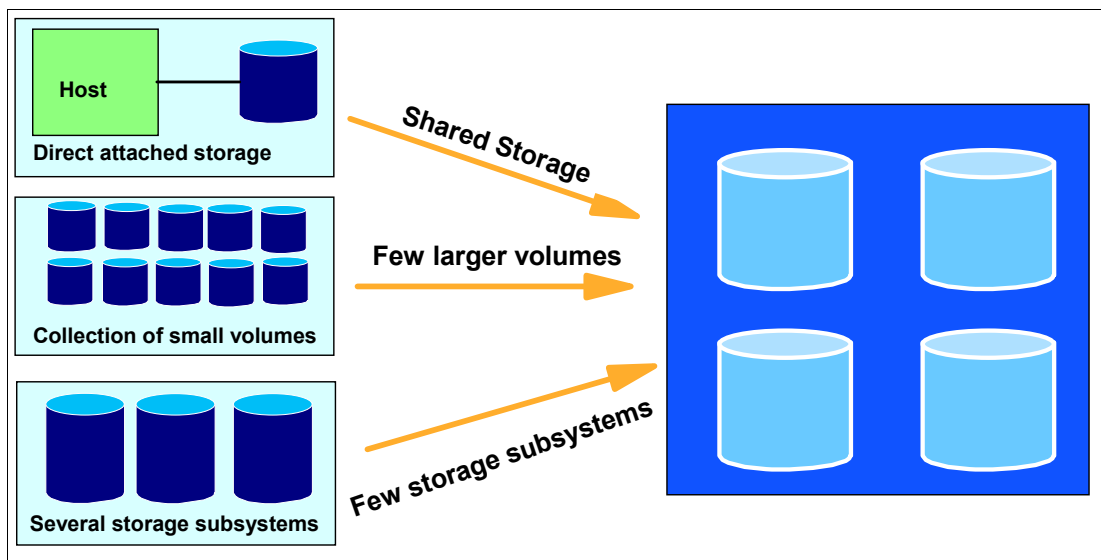 Host
Direct attached storage
Shared Storage
Few larger volumes
Collection of small volumes
Few storage subsystems
Several storage subsystems